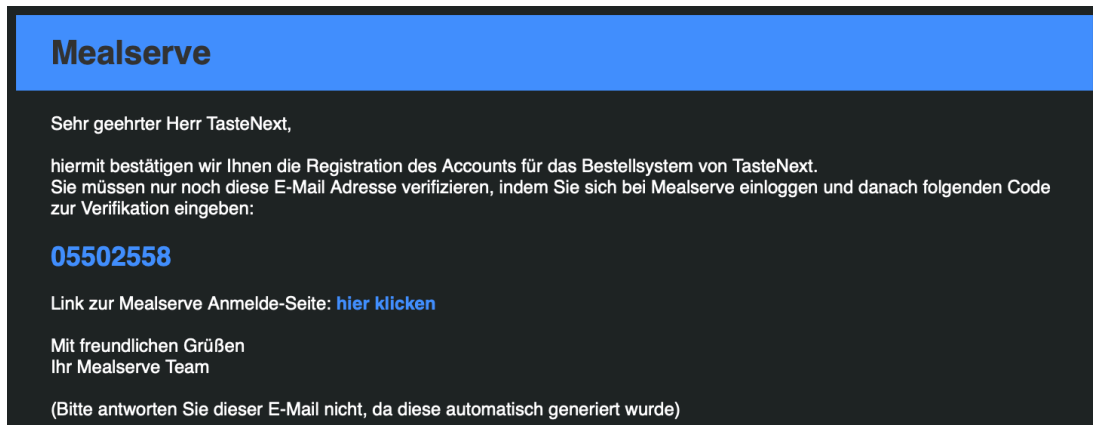 Mealserve
Sehr geehrter Herr TasteNext,
hiermit bestätigen wir Ihnen die Registration des Accounts für das Bestellsystem von TasteNext.
Sie müssen nur noch diese E-Mail Adresse verifizieren, indem Sie sich bei Mealserve einloggen und danach folgenden Code
zur Verifikation eingeben:
05502558
Link zur Mealserve Anmelde-Seite: hier klicken
Mit freundlichen Grüßen
Ihr Mealserve Team
(Bitte antworten Sie dieser E-Mail nicht, da diese automatisch generiert wurde)